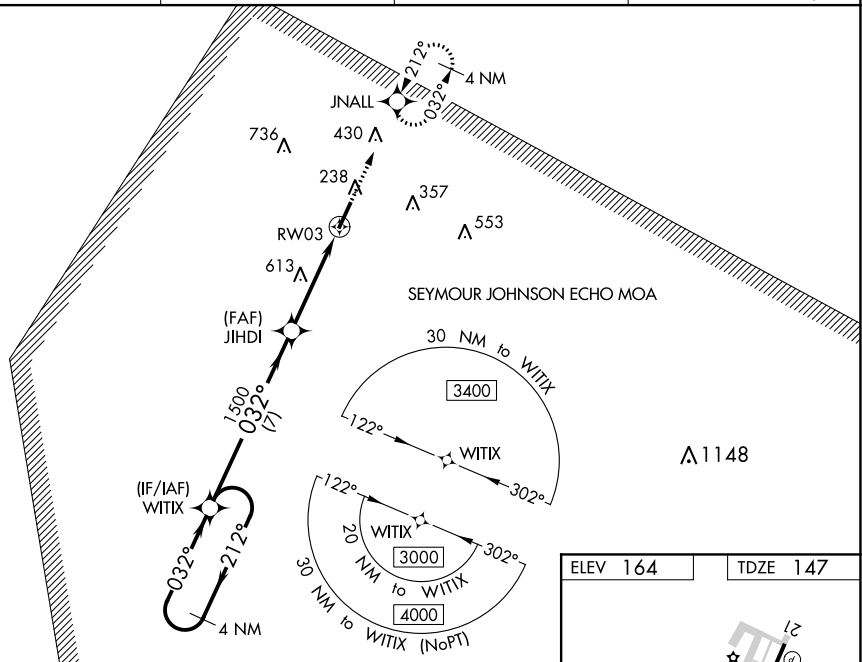 212°
4 NM
032°
JNALL
736
430
238
357
553
RW03
613
SEYMOUR JOHNSON ECHO MOA
(FAF)
JIHDI
30 NM to WITIX
3400
1500
032°
(7)
122°
WITIX
302°
1148
(IF/IAF)
WITIX
122°
WITIX
302°
20 NM to WITIX
3000
30 NM to WITIX (NoPT)
4000
032°
212°
4 NM
ELEV 164
TDZE 147
21
P